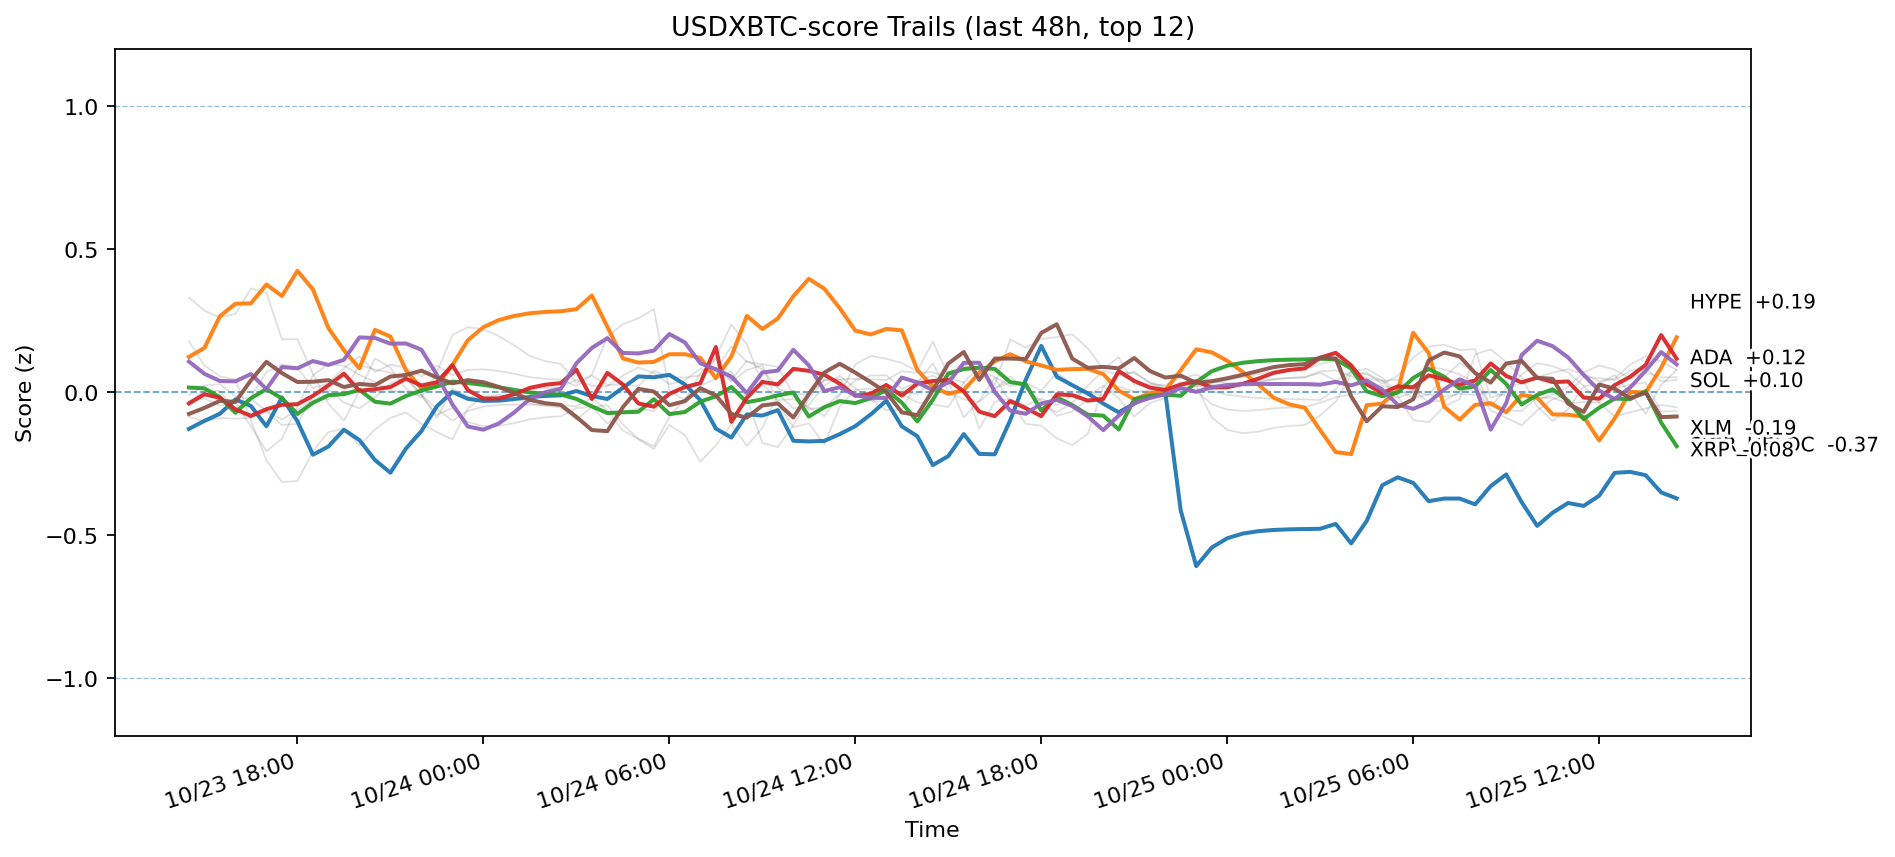 USDXBTC-score Trails (last 48h, top 12)
Score (z)
1.0
0.5
0.0
−0.5
−1.0
HYPE +0.19
ADA +0.12
SOL +0.10
XLM -0.19
-0.37
XRP -0.08
10/23 18:00
10/24 00:00
10/24 06:00
10/24 12:00
10/24 18:00
10/25 00:00
10/25 06:00
10/25 12:00
Time